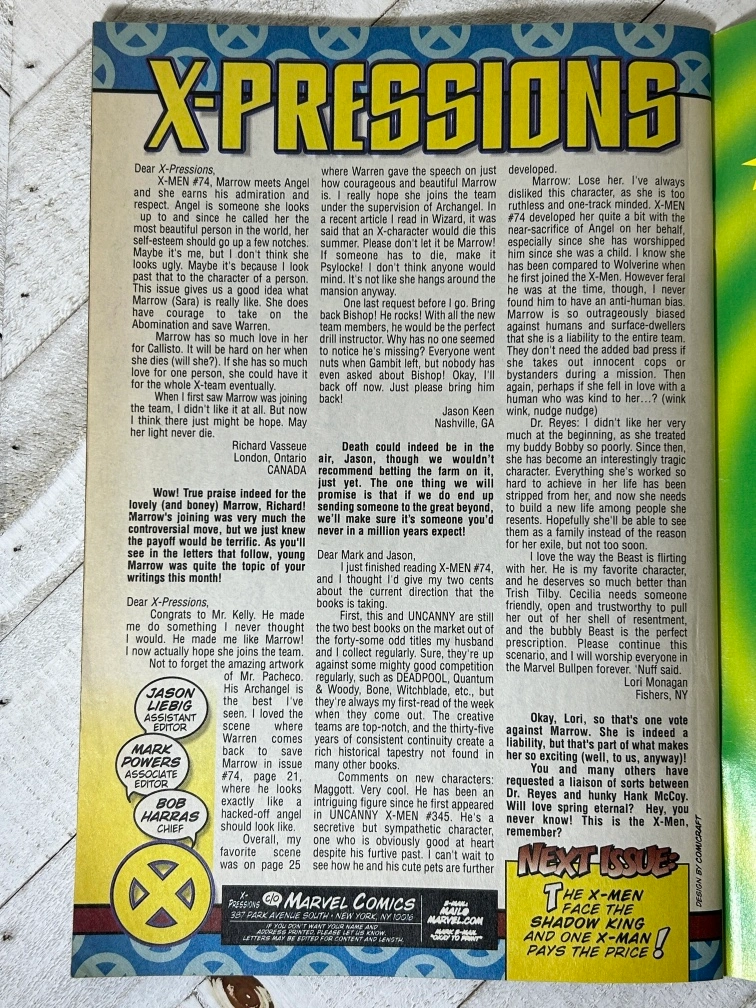 X-PRESSIONS
Dear X-Pressions,
X-MEN #74, Marrow meets Angel
and she earns his admiration and
respect. Angel is someone she looks
up to and since he called her the
most beautiful person in the world, her
self-esteem should go up a few notches.
Maybe it's me, but I don't think she
looks ugly. Maybe it's because I look
past that to the character of a person.
This issue gives us a good idea what
Marrow (Sara) is really like. She does
have courage to take on the
Abomination and save Warren.
Marrow has so much love in her
for Callisto. It will be hard on her when
she dies (will she?). If she has so much
love for one person, she could have it
for the whole X-team eventually.
When I first saw Marrow was joining
the team, I didn't like it at all. But now
I think there just might be hope. May
her light never die.
Richard Vasseue
London, Ontario
CANADA
Wow! True praise indeed for the
lovely (and boney) Marrow, Richard!
Marrow's joining was very much the
controversial move, but we just knew
the payoff would be terrific. As you'll
see in the letters that follow, young
Marrow was quite the topic of your
writings this month!
Dear X-Pressions,
Congrats to Mr. Kelly. He made
me do something I never thought
I would. He made me like Marrow!
I now actually hope she joins the team.
Not to forget the amazing artwork
of Mr. Pacheco.
His Archangel is
the best I've
seen. I loved the
scene where
Warren comes
back to save
Marrow in issue
#74, page 21,
where he looks
exactly like a
hacked-off angel
should look like.
Overall, my
favorite scene
was on page 25
JASON
LIEBIG
ASSISTANT
EDITOR
MARK
POWERS
ASSOCIATE
EDITOR
BOB
HARRAS
CHIEF
where Warren gave the speech on just
how courageous and beautiful Marrow
is. I really hope she joins the team
under the supervision of Archangel. In
a recent article I read in Wizard, it was
said that an X-character would die this
summer. Please don't let it be Marrow!
If someone has to die, make it
Psylocke! I don't think anyone would
mind. It's not like she hangs around the
mansion anyway.
One last request before I go. Bring
back Bishop! He rocks! With all the new
team members, he would be the perfect
drill instructor. Why has no one seemed
to notice he's missing? Everyone went
nuts when Gambit left, but nobody has
even asked about Bishop! Okay, I'll
back off now. Just please bring him
back!
Jason Keen
Nashville, GA
Death could indeed be in the
air, Jason, though we wouldn't
recommend betting the farm on it,
just yet. The one thing we will
promise is that if we do end up
sending someone to the great beyond,
we'll make sure it's someone you'd
never in a million years expect!
Dear Mark and Jason,
I just finished reading X-MEN #74,
and I thought I'd give my two cents
about the current direction that the
books is taking.
First, this and UNCANNY are still
the two best books on the market out of
the forty-some odd titles my husband
and I collect regularly. Sure, they're up
against some mighty good competition
regularly, such as DEADPOOL, Quantum
& Woody, Bone, Witchblade, etc., but
they're always my first-read of the week
when they come out. The creative
teams are top-notch, and the thirty-five
years of consistent continuity create a
rich historical tapestry not found in
many other books.
Comments on new characters:
Maggott. Very cool. He has been an
intriguing figure since he first appeared
in UNCANNY X-MEN #345. He's a
secretive but sympathetic character,
one who is obviously good at heart
despite his furtive past. I can't wait to
see how he and his cute pets are further
developed.
Marrow: Lose her. I've always
disliked this character, as she is too
ruthless and one-track minded. X-MEN
#74 developed her quite a bit with the
near-sacrifice of Angel on her behalf,
especially since she has worshipped
him since she was a child. I know she
has been compared to Wolverine when
he first joined the X-Men. However feral
he was at the time, though, I never
found him to have an anti-human bias.
Marrow is so outrageously biased
against humans and surface-dwellers
that she is a liability to the entire team.
They don't need the added bad press if
she takes out innocent cops or
bystanders during a mission. Then
again, perhaps if she fell in love with a
human who was kind to her...? (wink
wink, nudge nudge)
Dr. Reyes: I didn't like her very
much at the beginning, as she treated
my buddy Bobby so poorly. Since then,
she has become an interestingly tragic
character. Everything she's worked so
hard to achieve in her life has been
stripped from her, and now she needs
to build a new life among people she
resents. Hopefully she'll be able to see
them as a family instead of the reason
for her exile, but not too soon.
I love the way the Beast is flirting
with her. He is my favorite character,
and he deserves so much better than
Trish Tilby. Cecilia needs someone
friendly, open and trustworthy to pull
her out of her shell of resentment,
and the bubbly Beast is the perfect
prescription. Please continue this
scenario, and I will worship everyone in
the Marvel Bullpen forever. 'Nuff said.
Lori Monagan
Fishers, NY
Okay, Lori, so that's one vote
against Marrow. She is indeed a
liability, but that's part of what makes
her so exciting (well, to us, anyway)!
You and many others have
requested a liaison of sorts between
Dr. Reyes and hunky Hank McCoy.
Will love spring eternal? Hey, you
never know! This is the X-Men,
remember?
DESIGN BY COMICRAFT
X-PRESSIONS c/o MARVEL COMICS
387 PARK AVENUE SOUTH • NEW YORK, NY 10016
IF YOU DON'T WANT YOUR NAME AND
ADDRESS PRINTED, PLEASE LET US KNOW.
LETTERS MAY BE EDITED FOR CONTENT AND LENGTH.
E-MAIL:
MAIL@
MARVEL.COM
MARK E-MAIL
"OKAY TO PRINT"
NEXT ISSUE:
THE X-MEN
FACE THE
SHADOW KING
AND ONE X-MAN
PAYS THE PRICE!